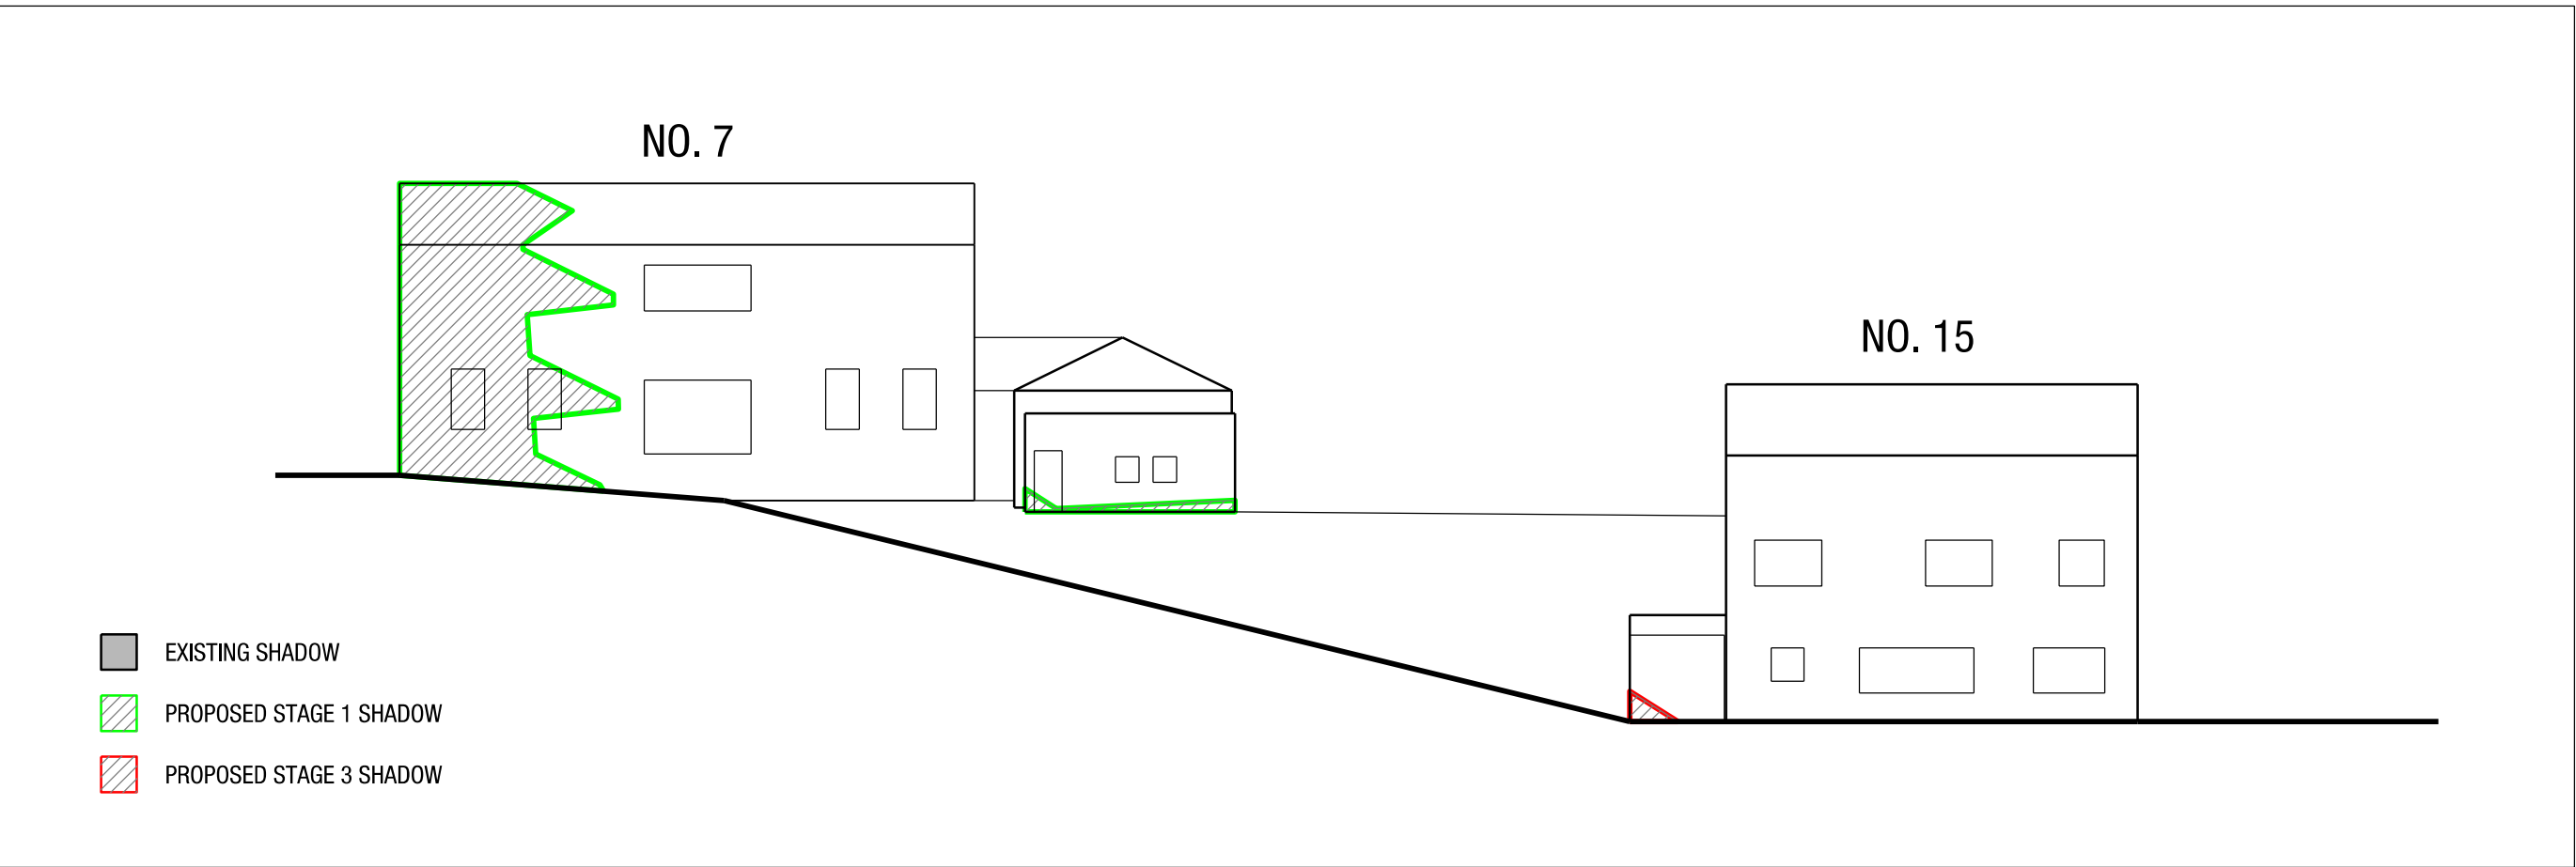 NO. 7
NO. 15
EXISTING SHADOW
PROPOSED STAGE 1 SHADOW
PROPOSED STAGE 3 SHADOW